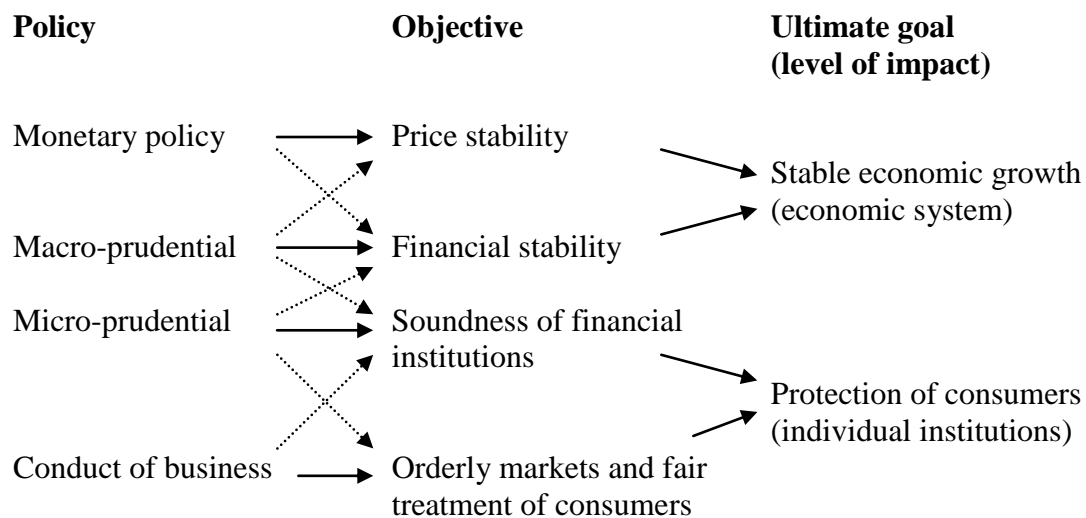 Policy
Objective
Ultimate goal
(level of impact)
Monetary policy
Price stability
Stable economic growth
(economic system)
Macro-prudential
Financial stability
Micro-prudential
Soundness of financial
institutions
Protection of consumers
(individual institutions)
Conduct of business
Orderly markets and fair
treatment of consumers